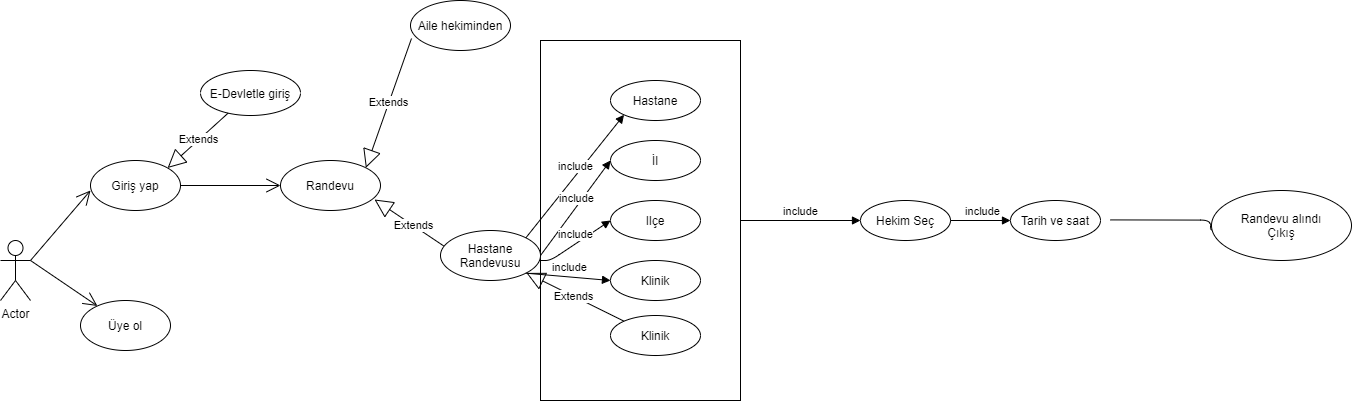 Aile hekiminden
E-Devletle giriş
Extends
Extends
Giriş yap
Randevu
Extends
Hastane
Randevusu
Actor
Üye ol
Hastane
include
İl
include
Ilçe
include
include
Klinik
Extends
Klinik
include
Hekim Seç
include
Tarih ve saat
Randevu alındı
Çıkış